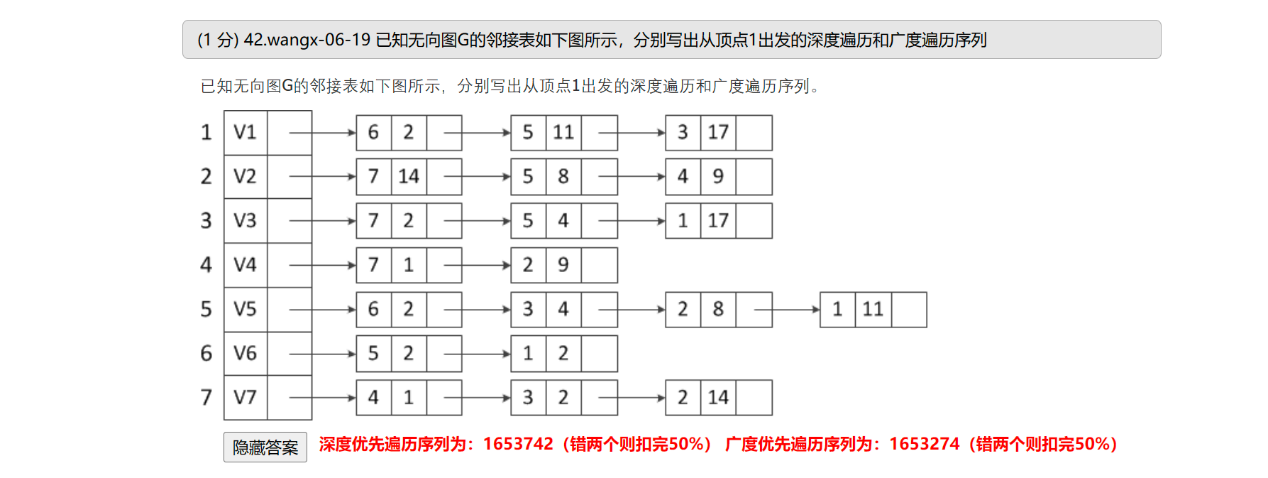 (1 分) 42.wangx-06-19 已知无向图G的邻接表如下图所示，分别写出从顶点1出发的深度遍历和广度遍历序列
已知无向图G的邻接表如下图所示，分别写出从顶点1出发的深度遍历和广度遍历序列。
1 V1 6 2 5 11 3 17
2 V2 7 14 5 8 4 9
3 V3 7 2 5 4 1 17
4 V4 7 1 2 9
5 V5 6 2 3 4 2 8 1 11
6 V6 5 2 1 2
7 V7 4 1 3 2 2 14
隐藏答案 深度优先遍历序列为：1653742（错两个则扣完50%） 广度优先遍历序列为：1653274（错两个则扣完50%）